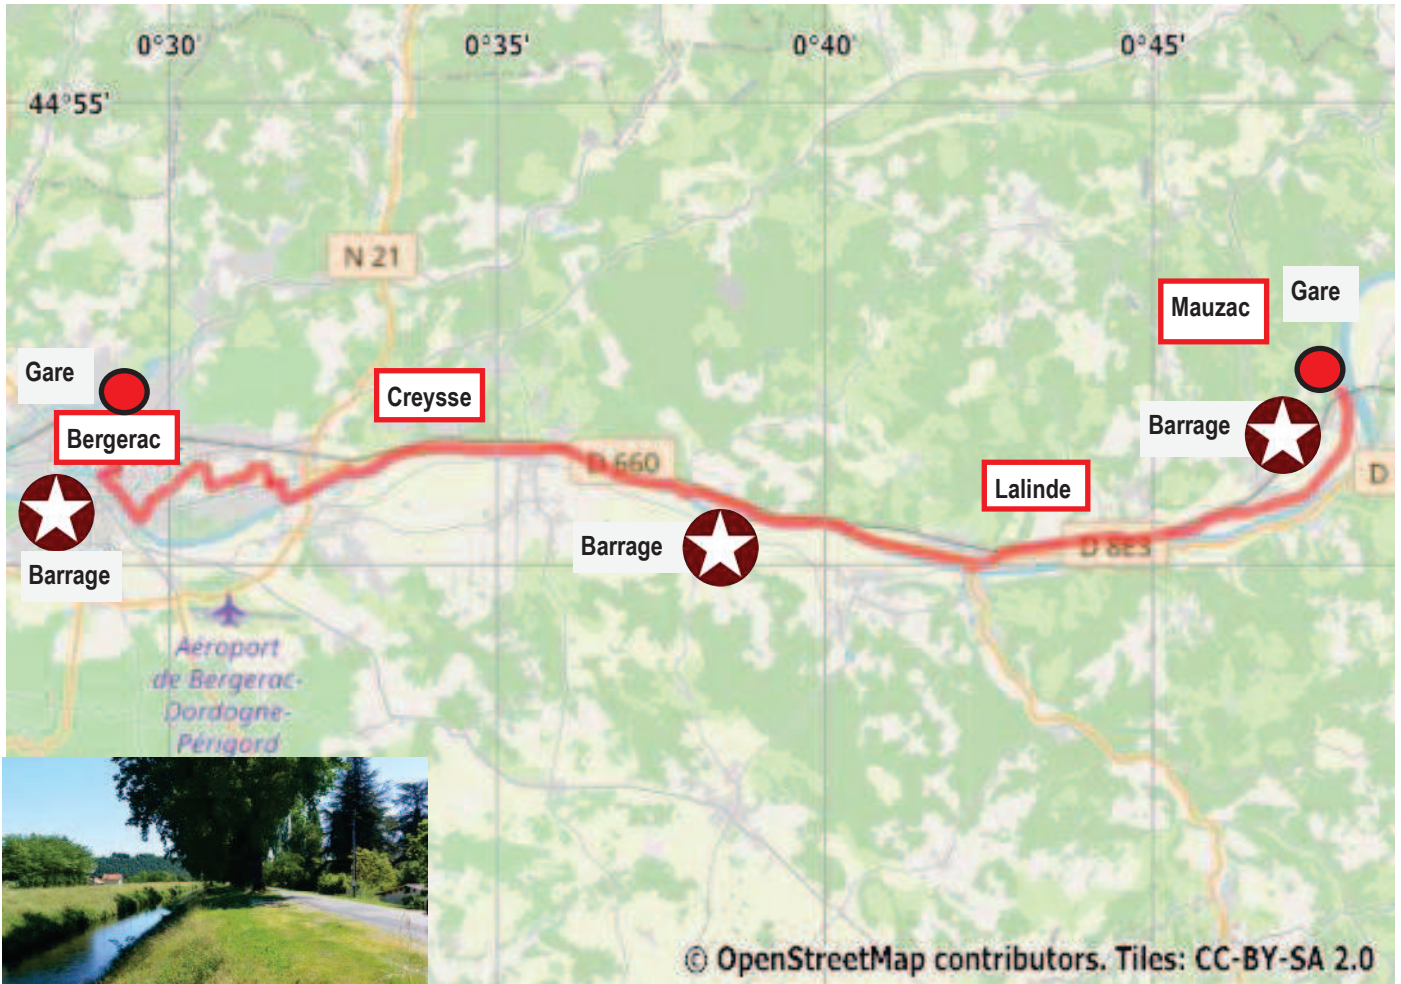 0°30'
0°35'
0°40'
0°45'
44°55'
N 21
Mauzac
Gare
Gare
Creysse
Bergerac
Barrage
D 660
Lalinde
D
Barrage
Barrage
Barrage
Aéroport
de Bergerac-
Dordogne-
Périgord
© OpenStreetMap contributors. Tiles: CC-BY-SA 2.0